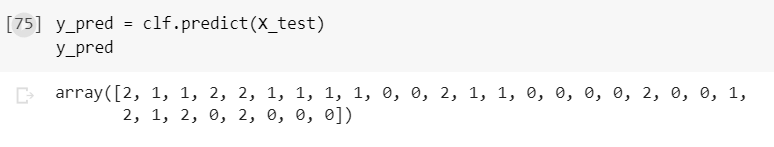 [75] y_pred = clf.predict(X_test)
y_pred
array([2, 1, 1, 2, 2, 1, 1, 1, 1, 0, 0, 2, 1, 1, 0, 0, 0, 0, 2, 0, 0, 1,
2, 1, 2, 0, 2, 0, 0, 0])